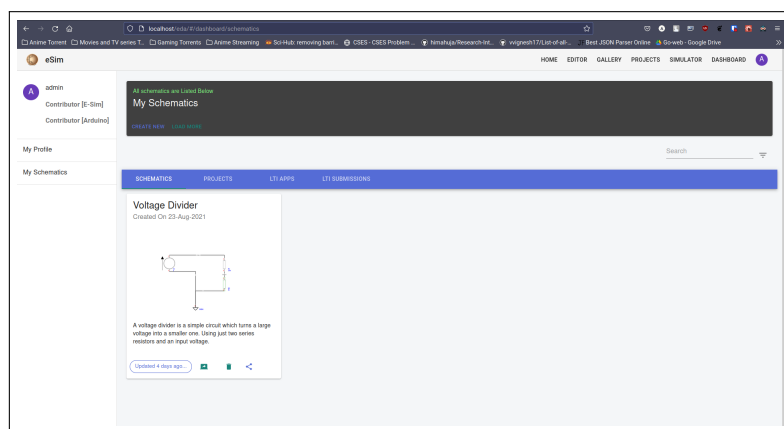 localhost/eda/#/dashboard/schematics
Anime Torrent
Movies and TV series T...
Gaming Torrents
Anime Streaming
Sci-Hub: removing barri...
CSES - CSES Problem ...
himahuja/Research-Int...
vvignesh17/List-of-all-...
Best JSON Parser Online
Go-web - Google Drive
eSim
HOME EDITOR GALLERY PROJECTS SIMULATOR DASHBOARD A
A
admin
Contributor [E-Sim]
Contributor [Arduino]
My Profile
My Schematics
All schematics are Listed Below
My Schematics
CREATE NEW LOAD MORE
Search
SCHEMATICS PROJECTS LTI APPS LTI SUBMISSIONS
Voltage Divider
Created On 23-Aug-2021
A voltage divider is a simple circuit which turns a large
voltage into a smaller one. Using just two series
resistors and an input voltage.
Updated 4 days ago...